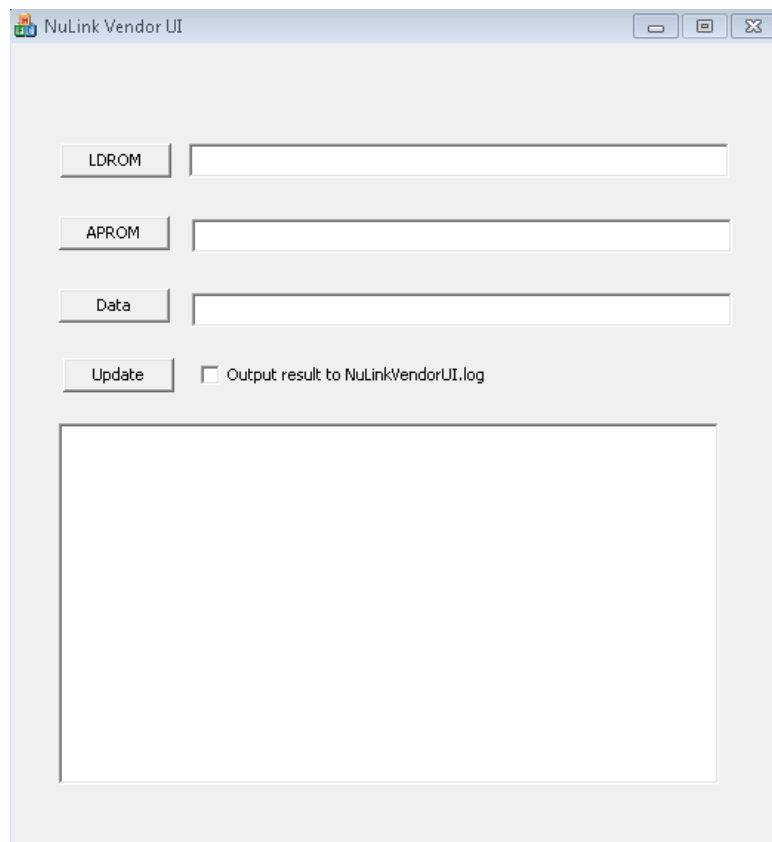 NuLink Vendor UI
LDROM
APROM
Data
Update Output result to NuLinkVendorUI.log